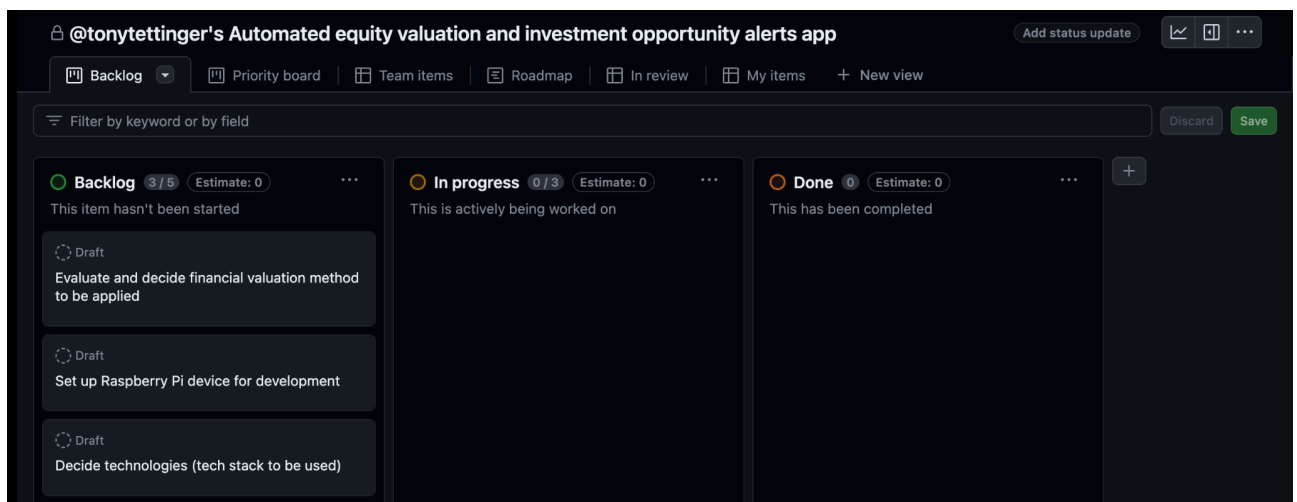 @tonytettinger's Automated equity valuation and investment opportunity alerts app
Add status update
Backlog
Priority board
Team items
Roadmap
In review
My items
+ New view
Filter by keyword or by field
Discard
Save
Backlog 3 / 5 Estimate: 0
This item hasn't been started
Draft
Evaluate and decide financial valuation method
to be applied
Draft
Set up Raspberry Pi device for development
Draft
Decide technologies (tech stack to be used)
In progress 0 / 3 Estimate: 0
This is actively being worked on
Done 0 Estimate: 0
This has been completed